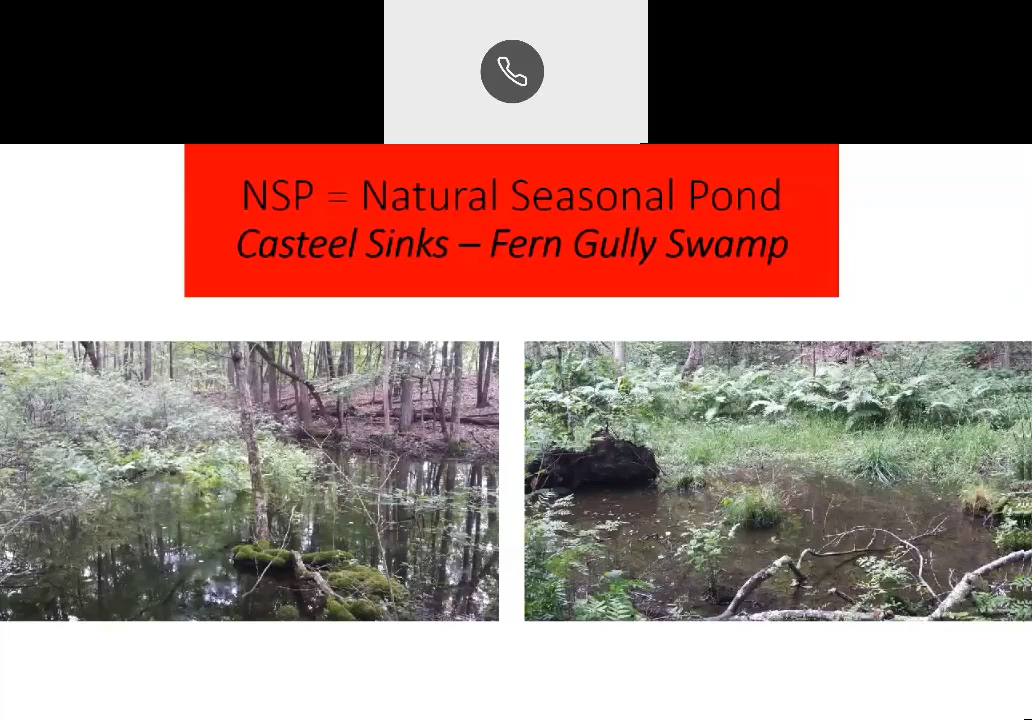 NSP = Natural Seasonal Pond
Casteel Sinks – Fern Gully Swamp